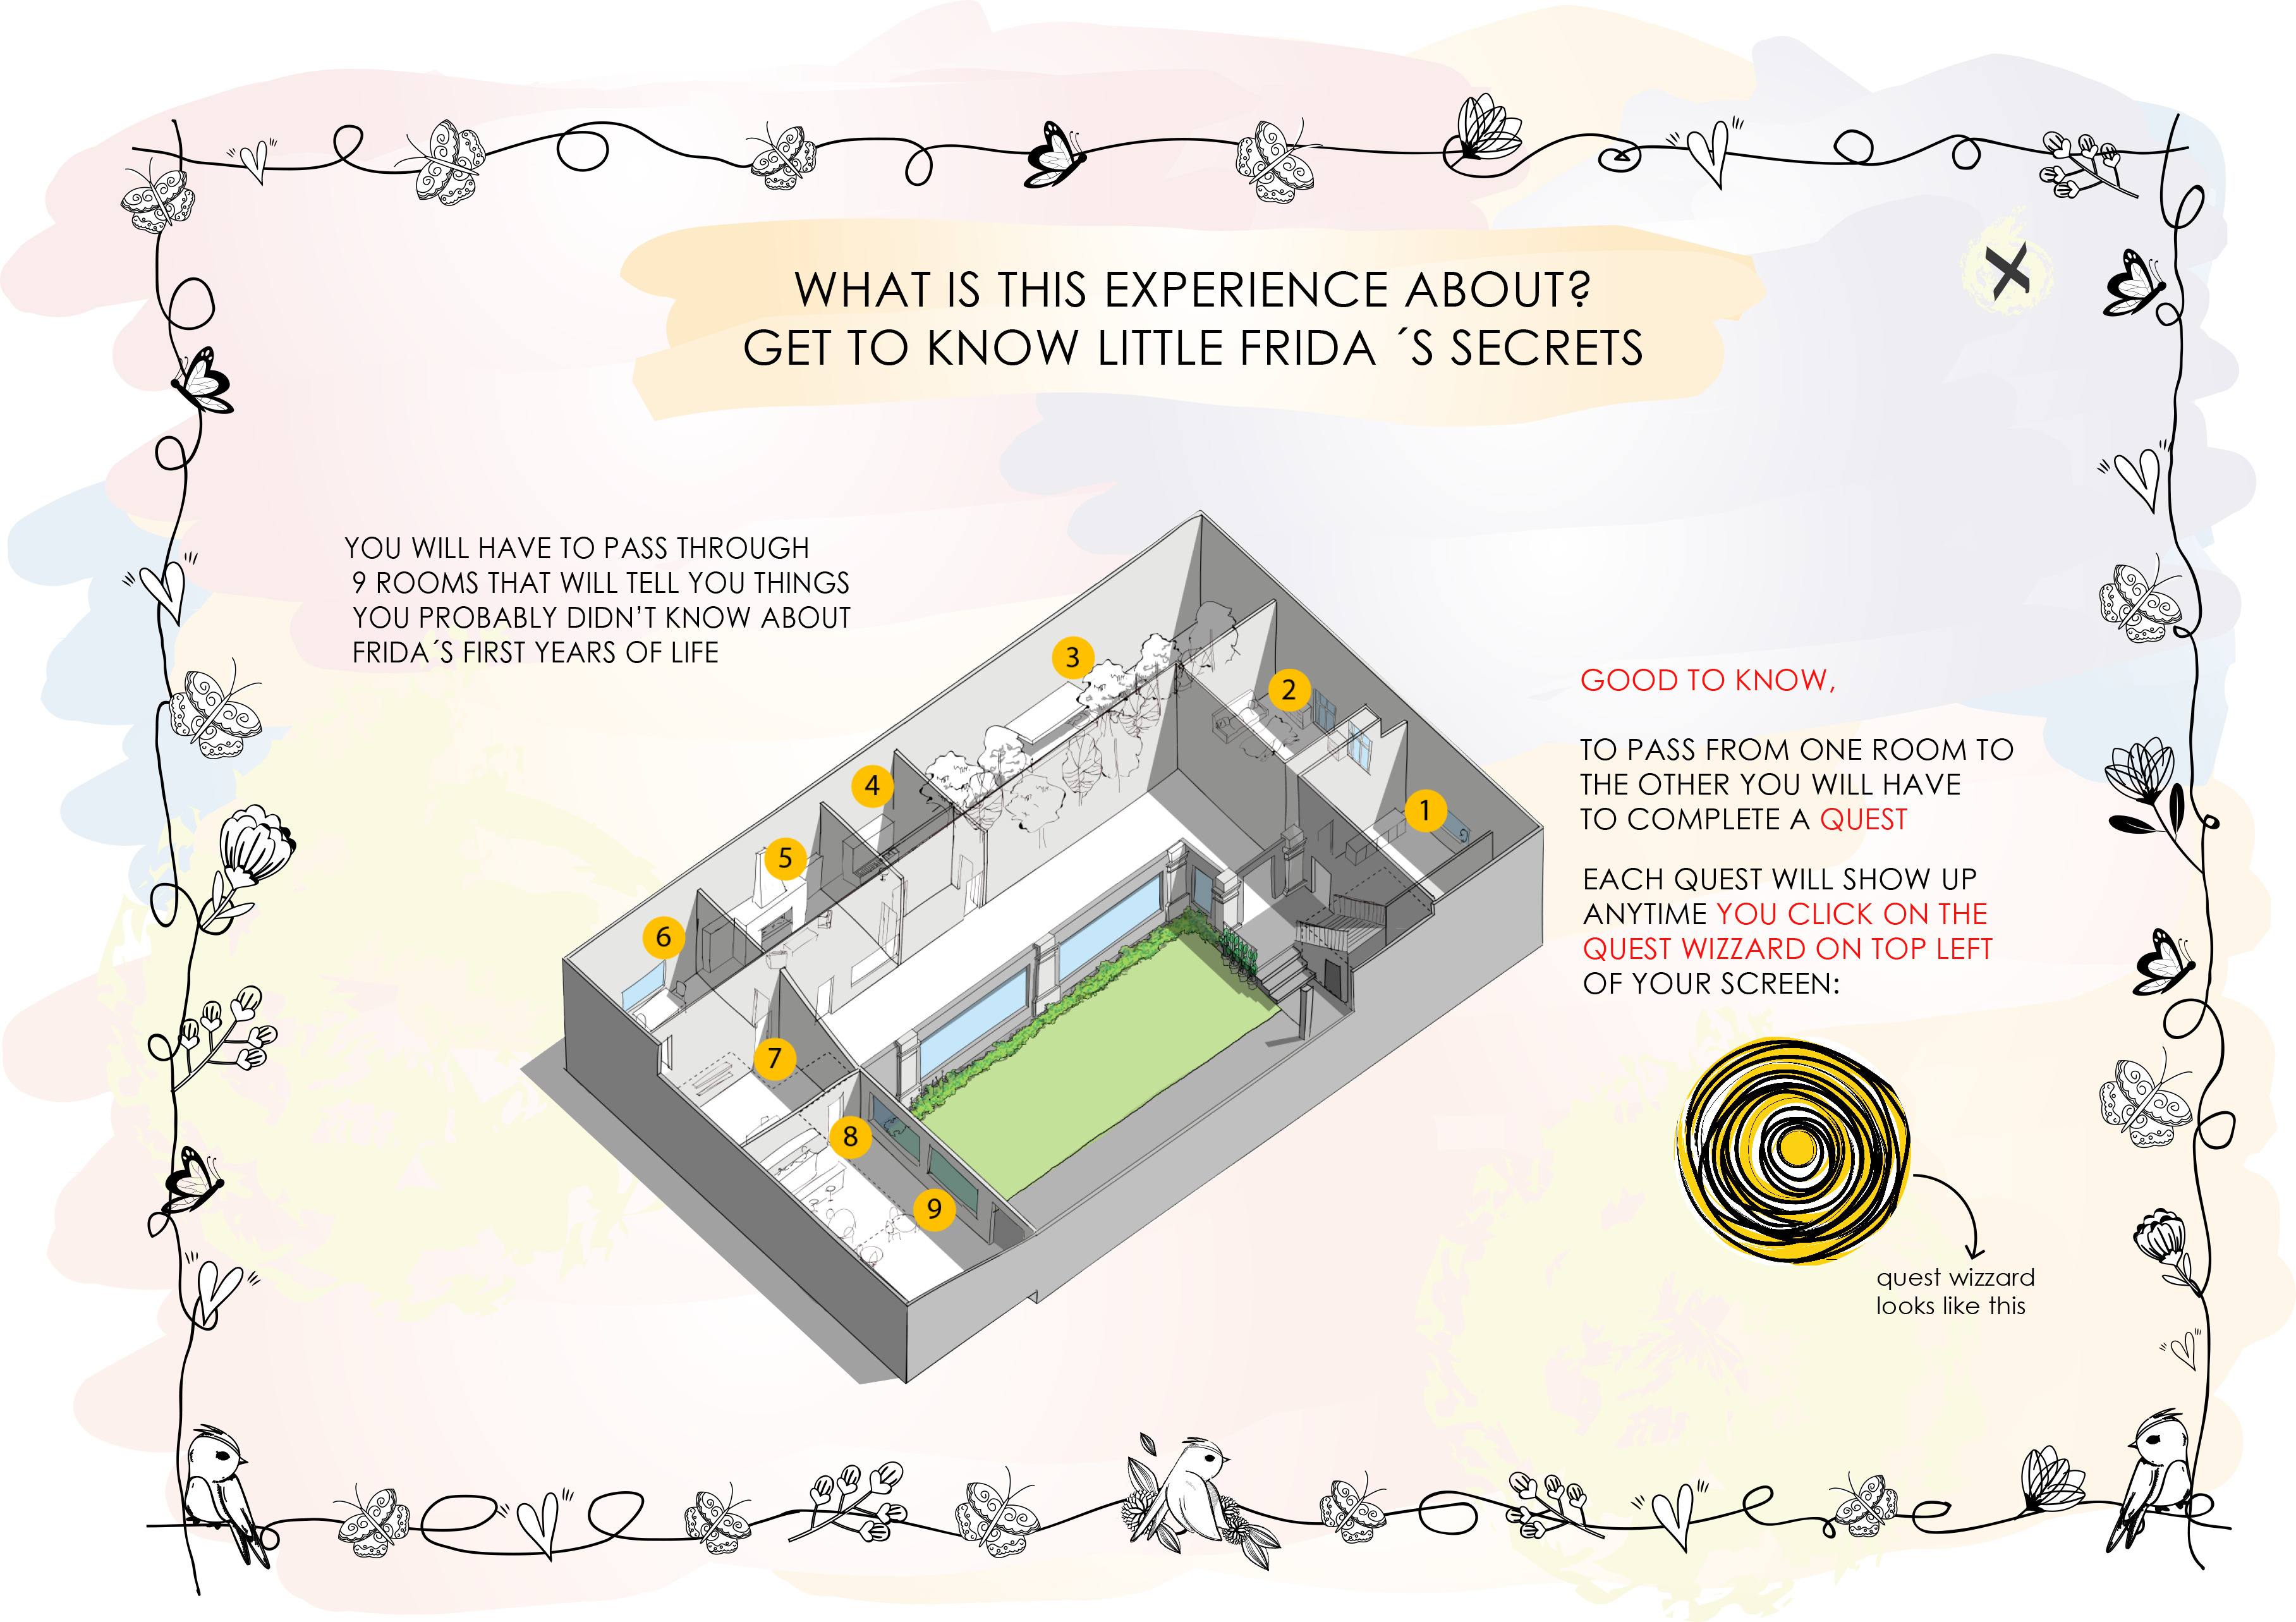 WHAT IS THIS EXPERIENCE ABOUT?
GET TO KNOW LITTLE FRIDA ´S SECRETS
X
YOU WILL HAVE TO PASS THROUGH
9 ROOMS THAT WILL TELL YOU THINGS
YOU PROBABLY DIDN’T KNOW ABOUT
FRIDA´S FIRST YEARS OF LIFE
3
2
4
1
5
6
7
8
9
GOOD TO KNOW,
TO PASS FROM ONE ROOM TO
THE OTHER YOU WILL HAVE
TO COMPLETE A QUEST
EACH QUEST WILL SHOW UP
ANYTIME YOU CLICK ON THE
QUEST WIZZARD ON TOP LEFT
OF YOUR SCREEN:
quest wizzard
looks like this